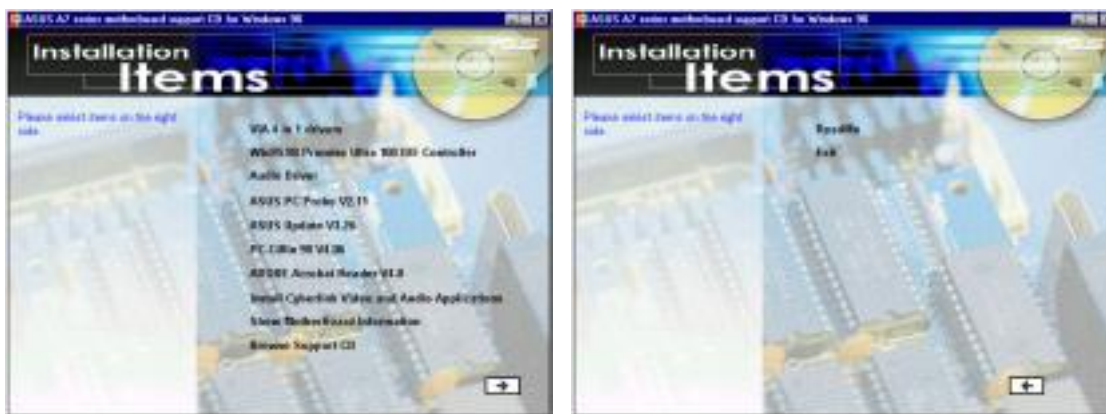 ASUS A7 series motherboard support CD for Windows 98
Installation
Items
Please select items on the right
side.
VIA 4 in 1 drivers
Win95/98 Promise Ultra 100 IDE Controller
Audio Driver
ASUS PC Probe V2.11
ASUS Update V3.26
PC-Cillin 98 V4.06
ADOBE Acrobat Reader V4.0
Install Cyberlink Video and Audio Applications
Show Motherboard Information
Browse Support CD
ASUS A7 series motherboard support CD for Windows 98
Installation
Items
Please select items on the right
side.
ReadMe
Exit